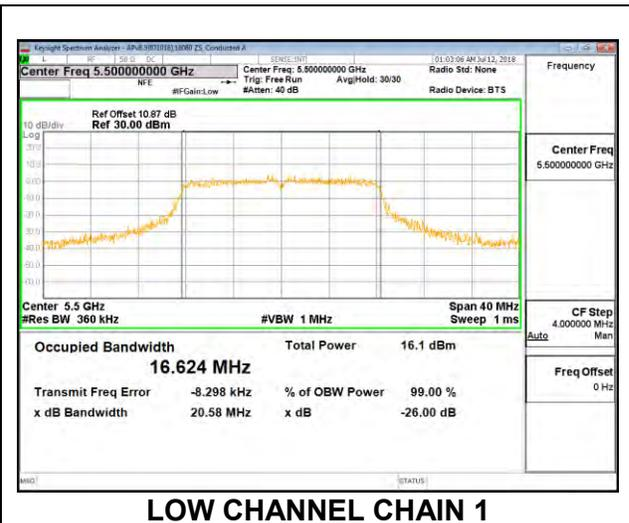 Keysight Spectrum Analyzer - APv8.9(071018),10080 ZS, Conducted A
L RF 50 Ω DC SENSE:INT 01:03:06 AM Jul 12, 2018
Center Freq 5.500000000 GHz Center Freq: 5.500000000 GHz Radio Std: None Frequency
NFE Trig: Free Run Avg|Hold: 30/30
#IFGain:Low #Atten: 40 dB Radio Device: BTS
Ref Offset 10.87 dB
10 dB/div Ref 30.00 dBm
Log
Center Freq
5.500000000 GHz
Center 5.5 GHz Span 40 MHz
#Res BW 360 kHz #VBW 1 MHz Sweep 1 ms
CF Step
4.000000 MHz
Auto Man
Occupied Bandwidth Total Power 16.1 dBm
16.624 MHz
Freq Offset
0 Hz
Transmit Freq Error -8.298 kHz % of OBW Power 99.00 %
x dB Bandwidth 20.58 MHz x dB -26.00 dB
MSG STATUS
LOW CHANNEL CHAIN 1